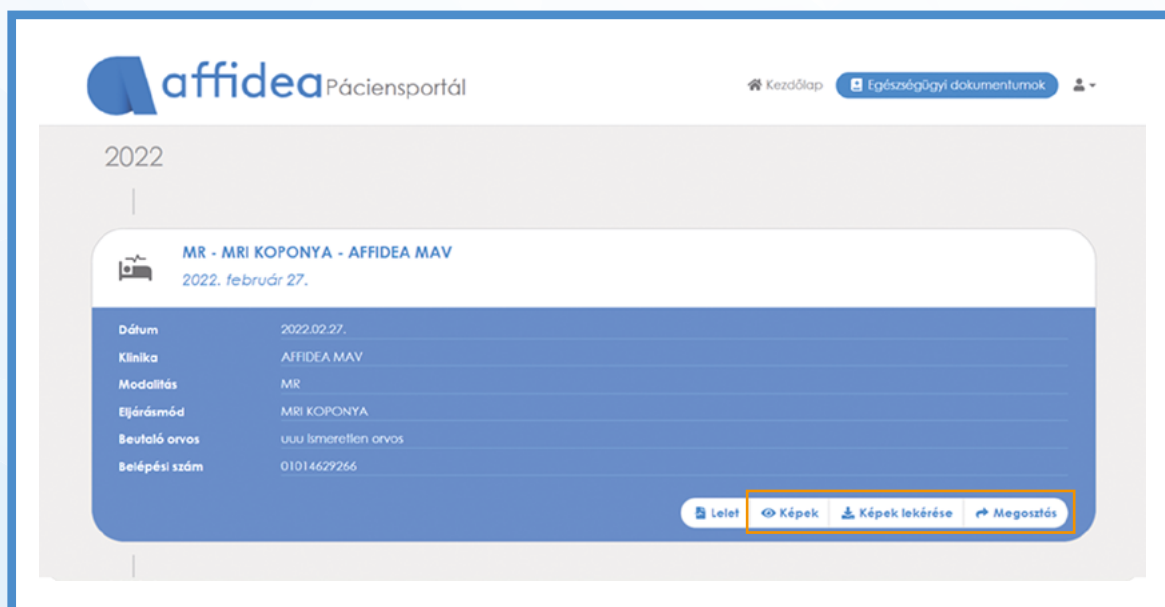 affidea Páciensportál
Kezdőlap Egészségügyi dokumentumok
2022
MR - MRI KOPONYA - AFFIDEA MAV
2022. február 27.
Dátum 2022.02.27.
Klinika AFFIDEA MAV
Modalitás MR
Eljárásmód MRI KOPONYA
Beutaló orvos uuu Ismeretlen orvos
Belépési szám 01014629266
Lelet Képek Képek lekérése Megosztás